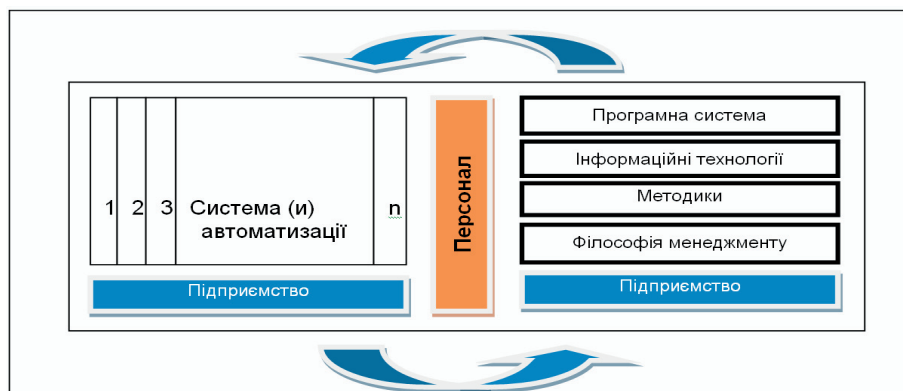 1 2 3 Система (и) n
автоматизації
Підприємство
Персонал
Програмна система
Інформаційні технології
Методики
Філософія менеджменту
Підприємство